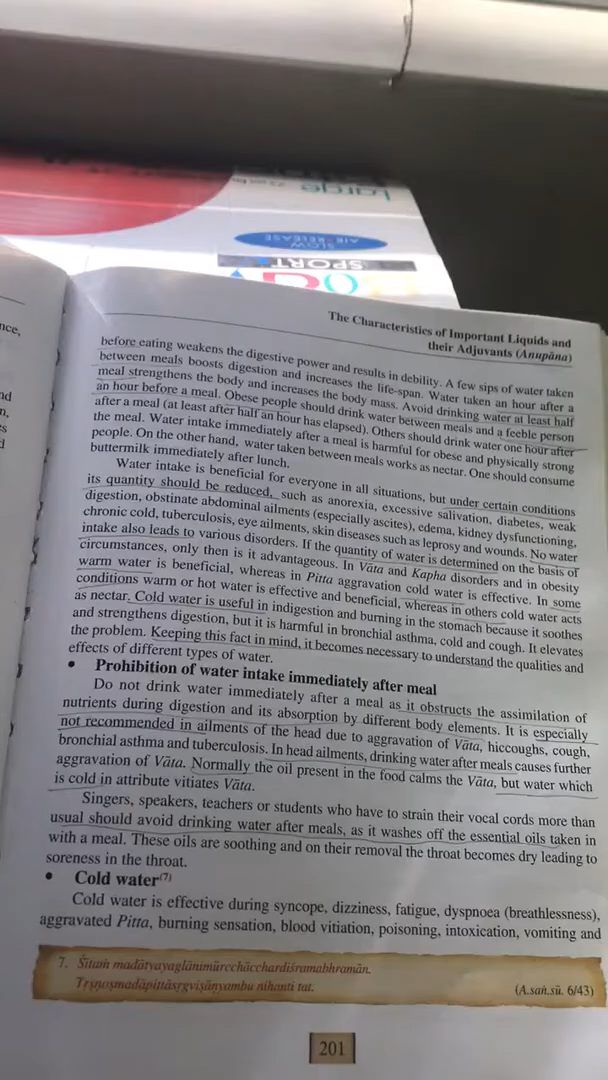 Large
SLOW
AIR-RELEASE
SPORT
nce,
nd
n,
es
d
The Characteristics of Important Liquids and
their Adjuvants (Anupāna)
before eating weakens the digestive power and results in debility. A few sips of water taken
between meals boosts digestion and increases the life-span. Water taken an hour after a
meal strengthens the body and increases the body mass. Avoid drinking water at least half
an hour before a meal. Obese people should drink water between meals and a feeble person
after a meal (at least after half an hour has elapsed). Others should drink water one hour after
the meal. Water intake immediately after a meal is harmful for obese and physically strong
people. On the other hand, water taken between meals works as nectar. One should consume
buttermilk immediately after lunch.
Water intake is beneficial for everyone in all situations, but under certain conditions
its quantity should be reduced, such as anorexia, excessive salivation, diabetes, weak
digestion, obstinate abdominal ailments (especially ascites), edema, kidney dysfunctioning,
chronic cold, tuberculosis, eye ailments, skin diseases such as leprosy and wounds. No water
intake also leads to various disorders. If the quantity of water is determined on the basis of
circumstances, only then is it advantageous. In Vāta and Kapha disorders and in obesity
warm water is beneficial, whereas in Pitta aggravation cold water is effective. In some
conditions warm or hot water is effective and beneficial, whereas in others cold water acts
as nectar. Cold water is useful in indigestion and burning in the stomach because it soothes
and strengthens digestion, but it is harmful in bronchial asthma, cold and cough. It elevates
the problem. Keeping this fact in mind, it becomes necessary to understand the qualities and
effects of different types of water.
• Prohibition of water intake immediately after meal
Do not drink water immediately after a meal as it obstructs the assimilation of
nutrients during digestion and its absorption by different body elements. It is especially
not recommended in ailments of the head due to aggravation of Vāta, hiccoughs, cough,
bronchial asthma and tuberculosis. In head ailments, drinking water after meals causes further
aggravation of Vāta. Normally the oil present in the food calms the Vāta, but water which
is cold in attribute vitiates Vāta.
Singers, speakers, teachers or students who have to strain their vocal cords more than
usual should avoid drinking water after meals, as it washes off the essential oils taken in
with a meal. These oils are soothing and on their removal the throat becomes dry leading to
soreness in the throat.
• Cold water(7)
Cold water is effective during syncope, dizziness, fatigue, dyspnoea (breathlessness),
aggravated Pitta, burning sensation, blood vitiation, poisoning, intoxication, vomiting and
7. Śītaṁ madātyayaglānimūrcchācchardiśramabhramān.
Tṛṣṇoṣmadāpittāsṛgviṣāṇyambu nihanti tat.
(A.saṅ.sū. 6/43)
201